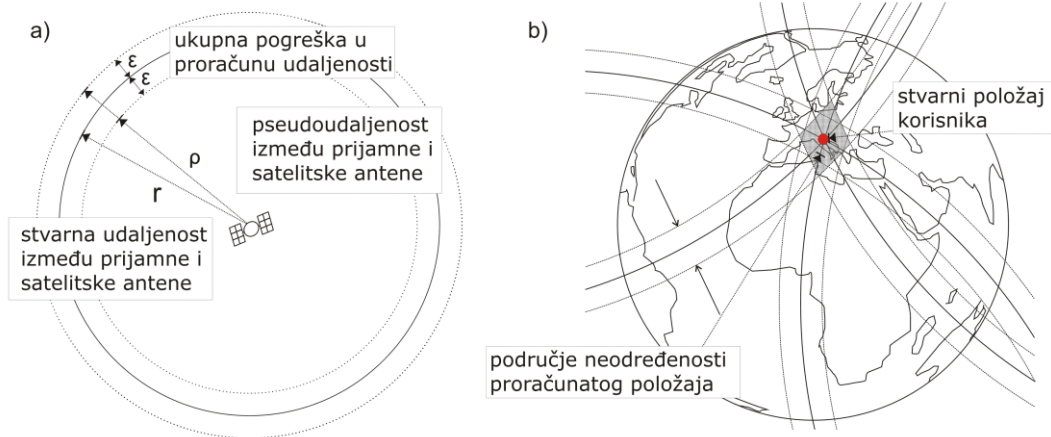 a)
ukupna pogreška u
proračunu udaljenosti
ε
ε
pseudoudaljenost
između prijamne i
satelitske antene
ρ
r
stvarna udaljenost
između prijamne i
satelitske antene
b)
stvarni položaj
korisnika
područje neodređenosti
proračunatog položaja